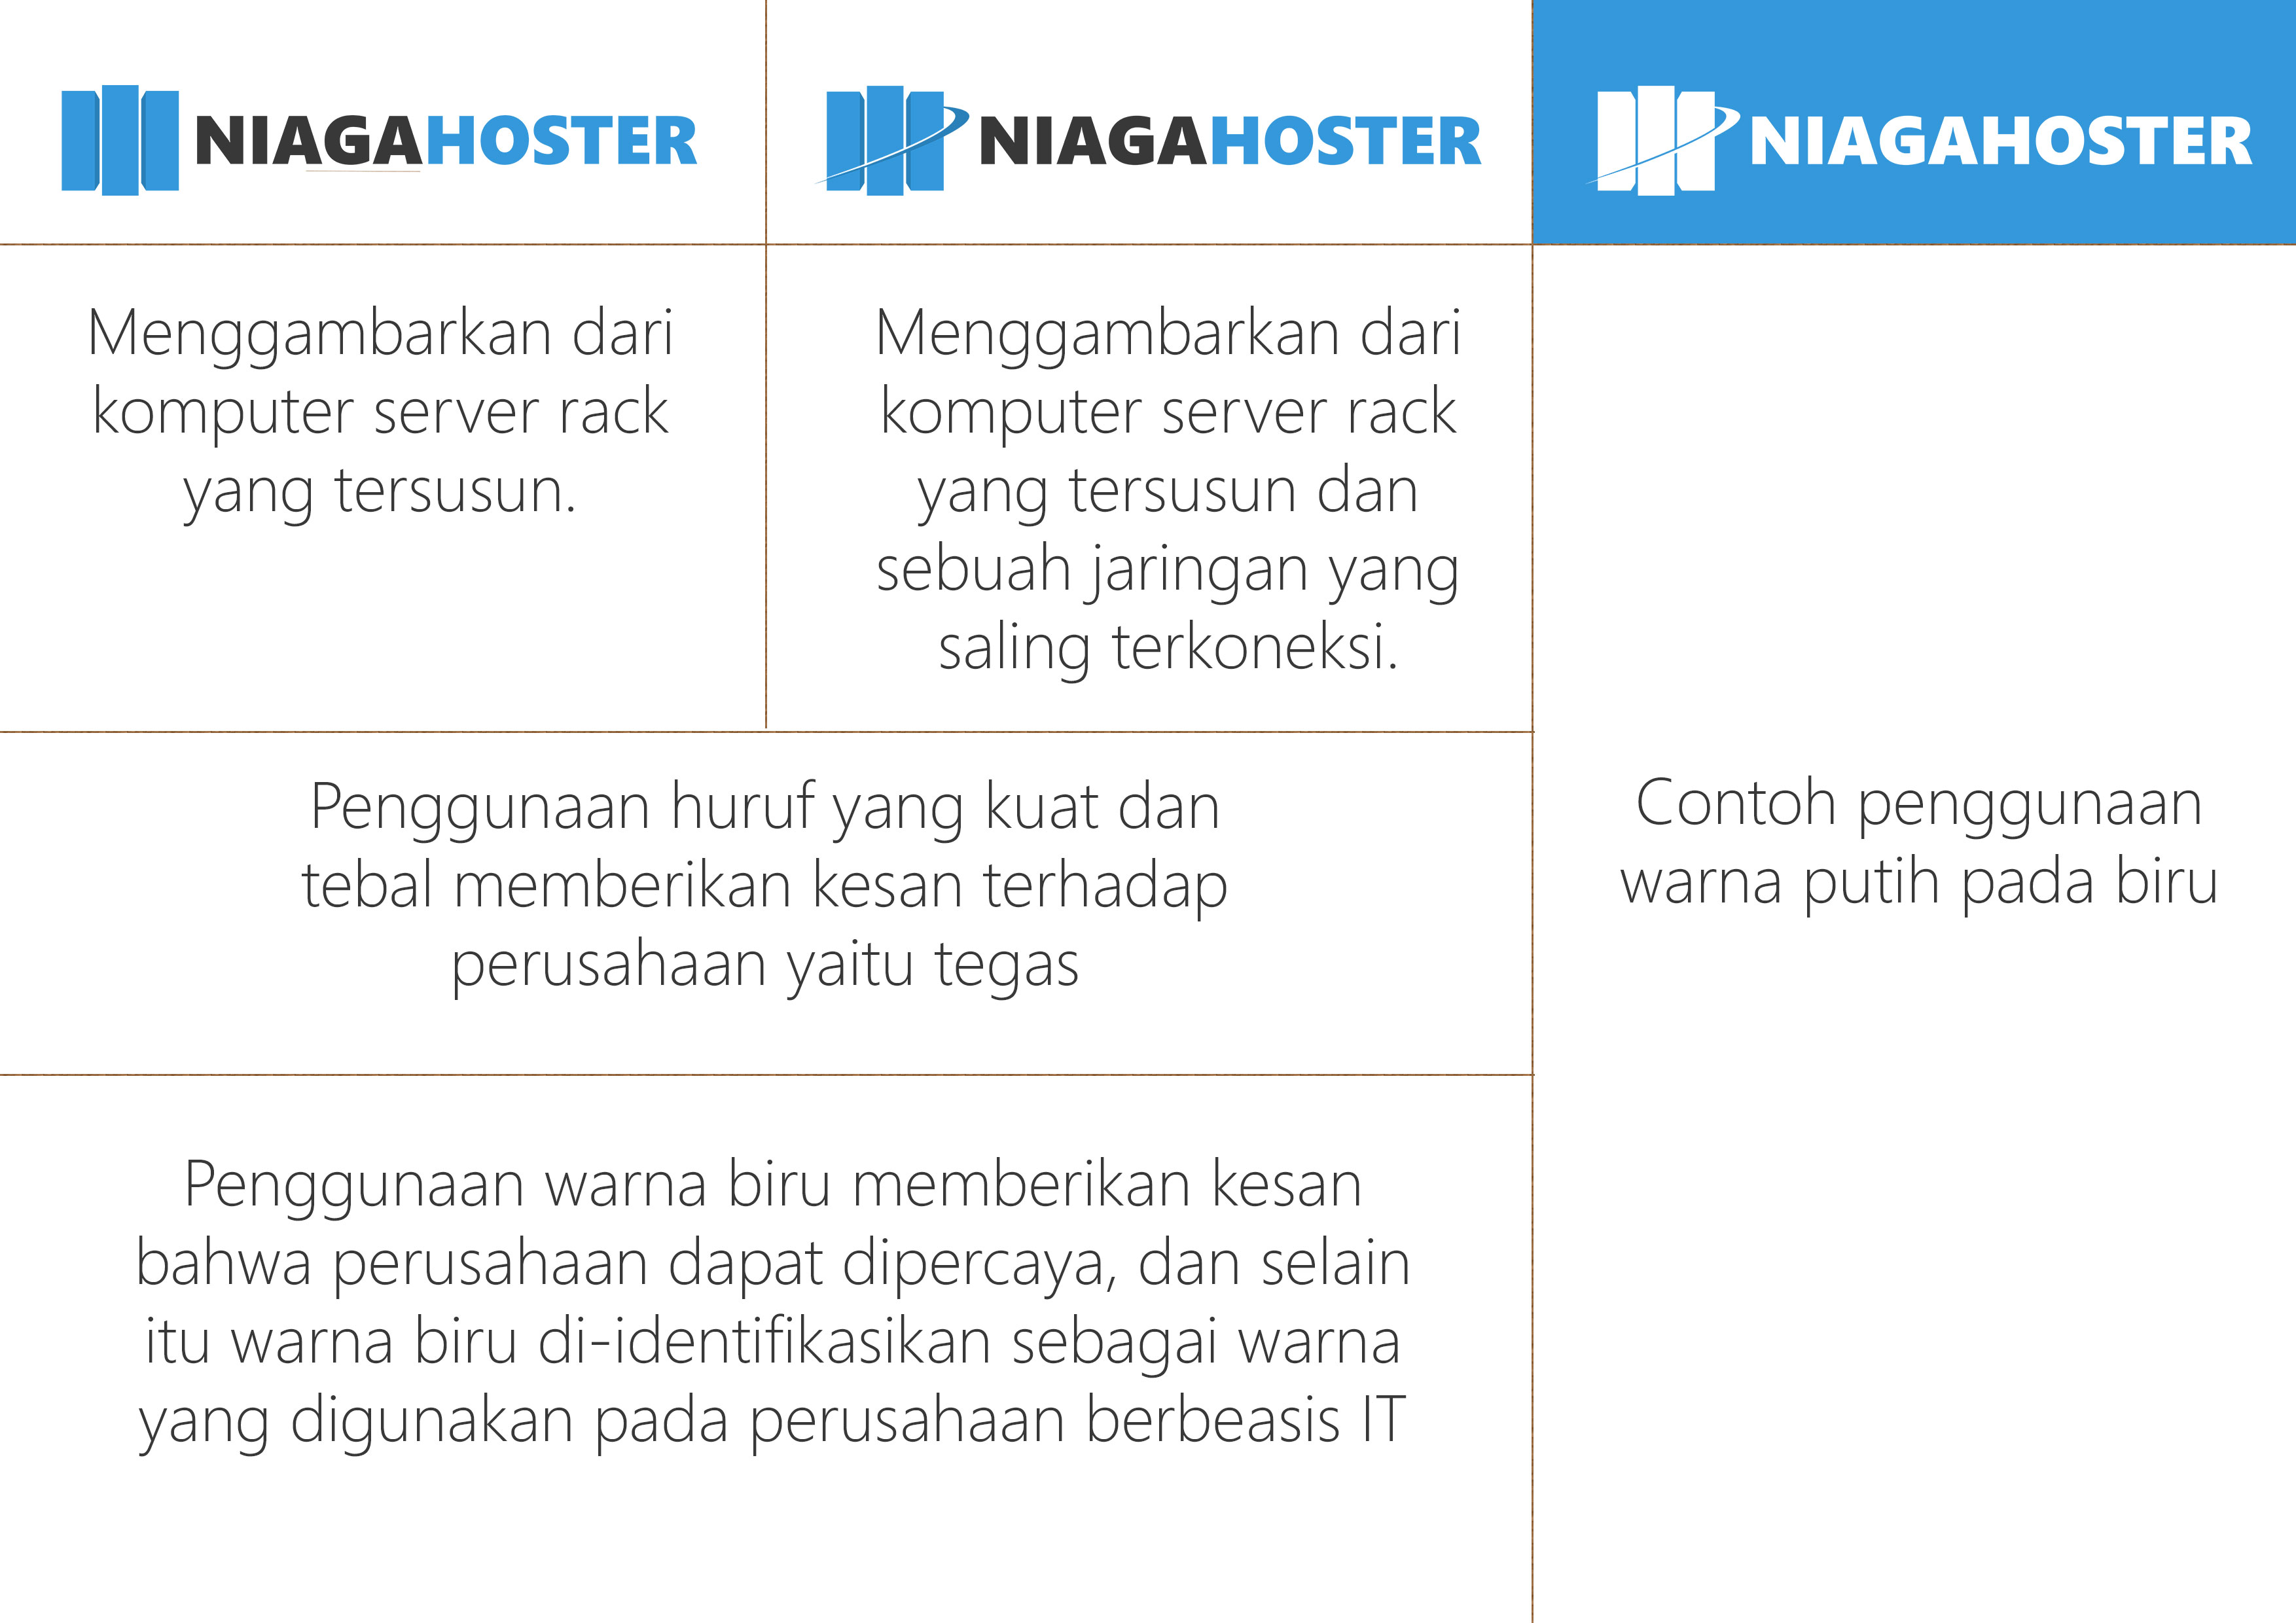 NIAGAHOSTER
NIAGAHOSTER
NIAGAHOSTER
Menggambarkan dari
komputer server rack
yang tersusun.
Menggambarkan dari
komputer server rack
yang tersusun dan
sebuah jaringan yang
saling terkoneksi.
Penggunaan huruf yang kuat dan
tebal memberikan kesan terhadap
perusahaan yaitu tegas
Contoh penggunaan
warna putih pada biru
Penggunaan warna biru memberikan kesan
bahwa perusahaan dapat dipercaya, dan selain
itu warna biru di-identifikasikan sebagai warna
yang digunakan pada perusahaan berbeasis IT